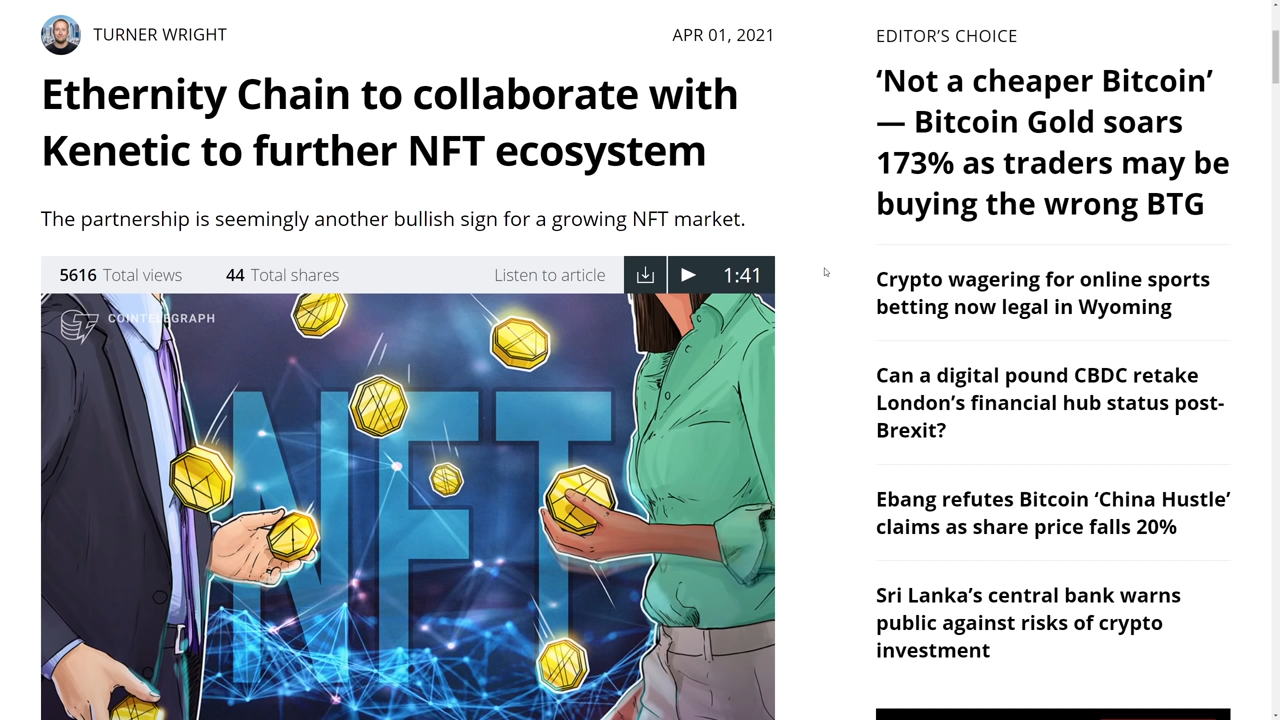 TURNER WRIGHT
APR 01, 2021
Ethernity Chain to collaborate with
Kenetic to further NFT ecosystem
The partnership is seemingly another bullish sign for a growing NFT market.
5616 Total views
44 Total shares
Listen to article
1:41
COINTELEGRAPH
NFT
EDITOR’S CHOICE
‘Not a cheaper Bitcoin’
— Bitcoin Gold soars
173% as traders may be
buying the wrong BTG
Crypto wagering for online sports
betting now legal in Wyoming
Can a digital pound CBDC retake
London’s financial hub status post-
Brexit?
Ebang refutes Bitcoin ‘China Hustle’
claims as share price falls 20%
Sri Lanka’s central bank warns
public against risks of crypto
investment